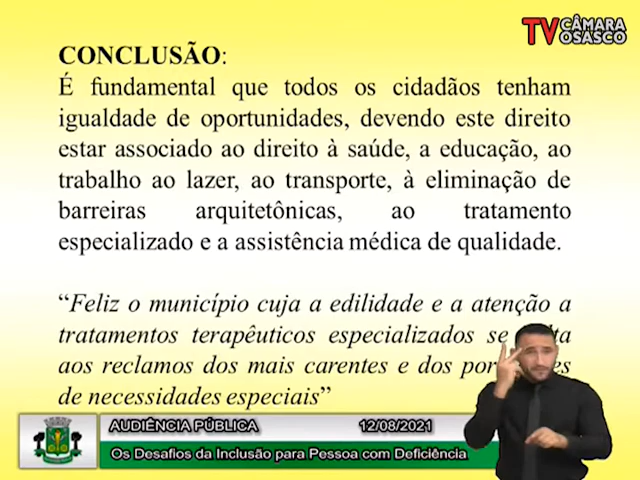 TV CÂMARA
OSASCO
CONCLUSÃO:
É fundamental que todos os cidadãos tenham
igualdade de oportunidades, devendo este direito
estar associado ao direito à saúde, a educação, ao
trabalho ao lazer, ao transporte, à eliminação de
barreiras arquitetônicas, ao tratamento
especializado e a assistência médica de qualidade.
“Feliz o município cuja a edilidade e a atenção a
tratamentos terapêuticos especializados se
aos reclamos dos mais carentes e dos
de necessidades especiais”
AUDIÊNCIA PÚBLICA 12/08/2021
Os Desafios da Inclusão para Pessoa com Deficiência